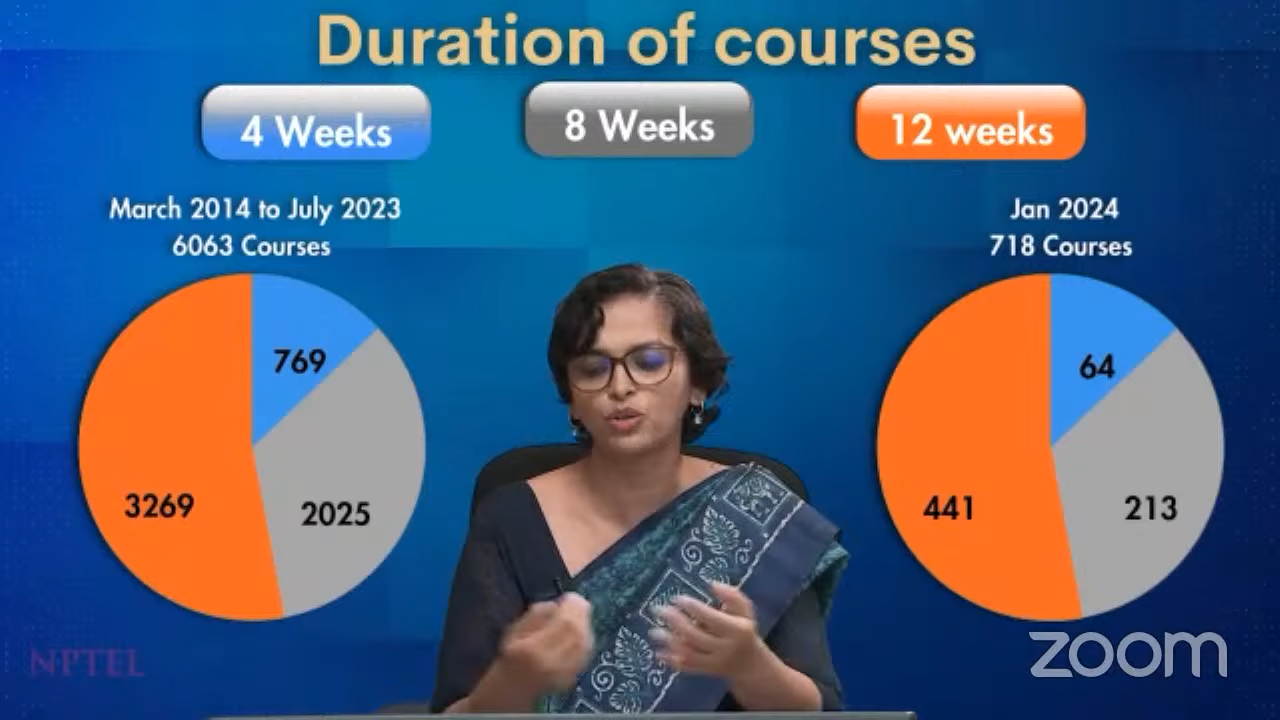 Duration of courses
4 Weeks
8 Weeks
12 weeks
March 2014 to July 2023
6063 Courses
769
3269
2025
Jan 2024
718 Courses
64
441
213
NPTEL
zoom